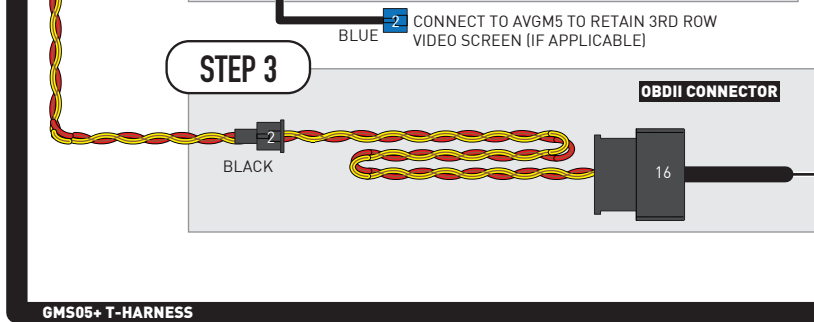 2 CONNECT TO AVGM5 TO RETAIN 3RD ROW
BLUE VIDEO SCREEN (IF APPLICABLE)
STEP 3
OBDII CONNECTOR
2
BLACK
16
GMS05+ T-HARNESS